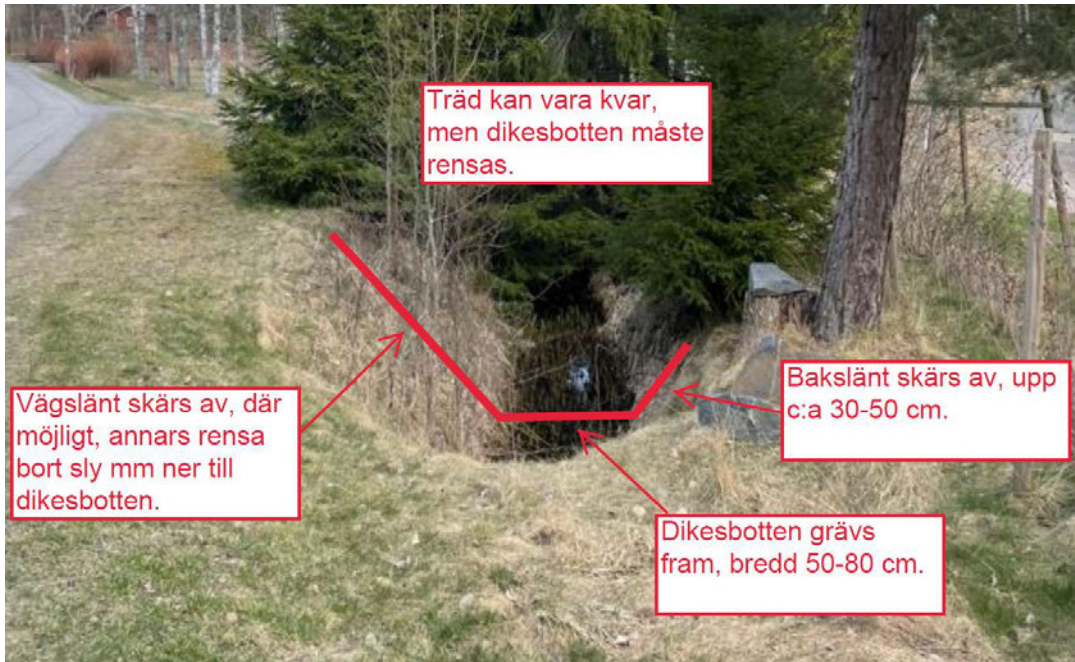 Träd kan vara kvar,
men dikesbotten måste
rensas.
Vägslänt skärs av, där
möjligt, annars rensa
bort sly mm ner till
dikesbotten.
Bakslänt skärs av, upp
c:a 30-50 cm.
Dikesbotten grävs
fram, bredd 50-80 cm.